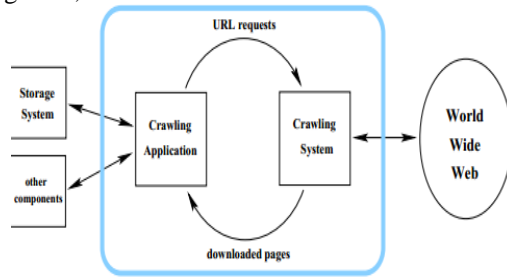 URL requests
Storage
System
Crawling
Application
Crawling
System
World
Wide
Web
other
components
downloaded pages